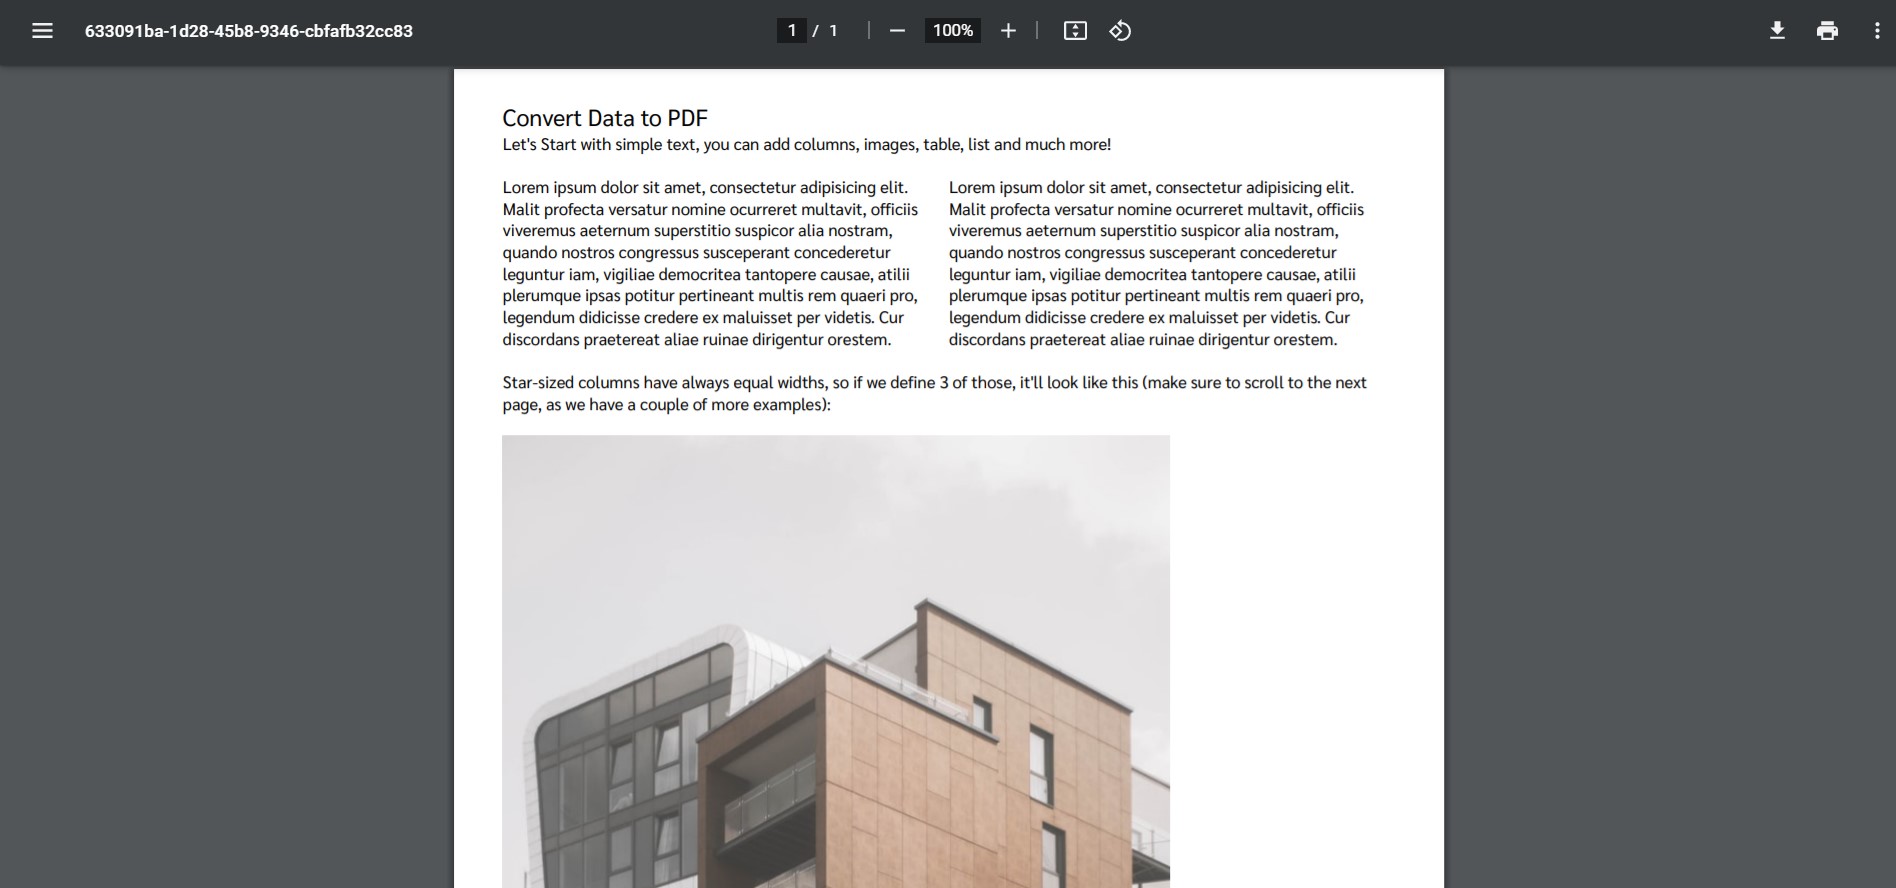 633091ba-1d28-45b8-9346-cbfafb32cc83
1 / 1
100%
Convert Data to PDF
Let's Start with simple text, you can add columns, images, table, list and much more!
Lorem ipsum dolor sit amet, consectetur adipisicing elit.
Malit profecta versatur nomine ocurreret multavit, officiis
viveremus aeternum superstitio suspicor alia nostram,
quando nostros congressus susceperant concederetur
leguntur iam, vigiliae democritea tantopere causae, atilii
plerumque ipsas potitur pertineant multis rem quaeri pro,
legendum didicisse credere ex maluisset per videtis. Cur
discordans praetereat aliae ruinae dirigentur orestem.
Lorem ipsum dolor sit amet, consectetur adipisicing elit.
Malit profecta versatur nomine ocurreret multavit, officiis
viveremus aeternum superstitio suspicor alia nostram,
quando nostros congressus susceperant concederetur
leguntur iam, vigiliae democritea tantopere causae, atilii
plerumque ipsas potitur pertineant multis rem quaeri pro,
legendum didicisse credere ex maluisset per videtis. Cur
discordans praetereat aliae ruinae dirigentur orestem.
Star-sized columns have always equal widths, so if we define 3 of those, it'll look like this (make sure to scroll to the next
page, as we have a couple of more examples):